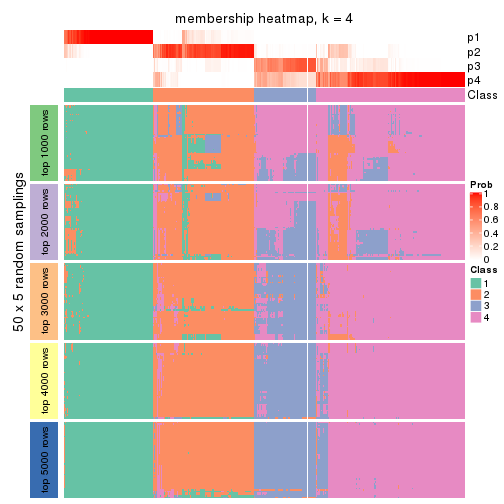 membership heatmap, k = 4
p1
p2
p3
p4
Class
50 x 5 random samplings
top 1000 rows
top 2000 rows
top 3000 rows
top 4000 rows
top 5000 rows
Prob
1
0.8
0.6
0.4
0.2
0
Class
1
2
3
4